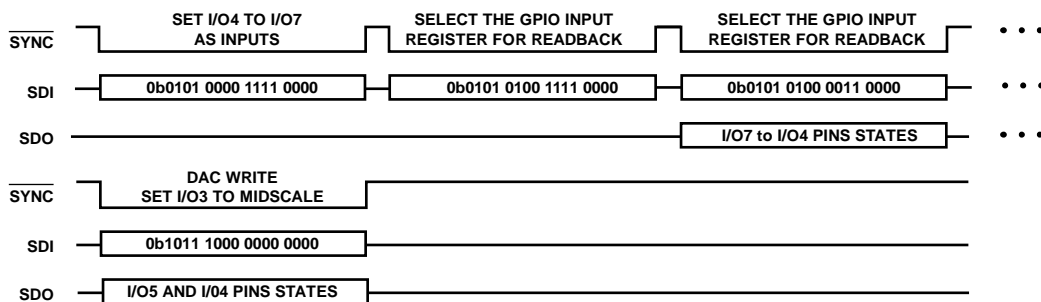 SET I/O4 TO I/O7
AS INPUTS
SELECT THE GPIO INPUT
REGISTER FOR READBACK
SELECT THE GPIO INPUT
REGISTER FOR READBACK
SYNC
SDI
0b0101 0000 1111 0000
0b0101 0100 1111 0000
0b0101 0100 0011 0000
SDO
I/O7 to I/O4 PINS STATES
DAC WRITE
SET I/O3 TO MIDSCALE
SYNC
SDI
0b1011 1000 0000 0000
SDO
I/O5 AND I/04 PINS STATES